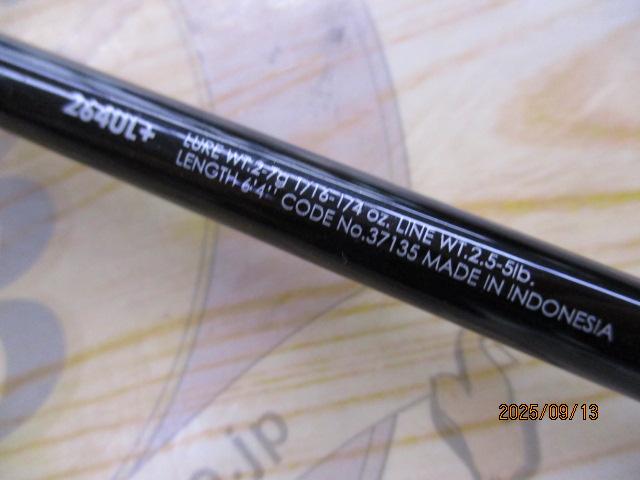 264UL+
LURE WT.2-7g 1/16-1/4 oz. LINE WT.2.5-5lb.
LENGTH 6'4'' CODE No.37135 MADE IN INDONESIA
.jp
2025/09/13